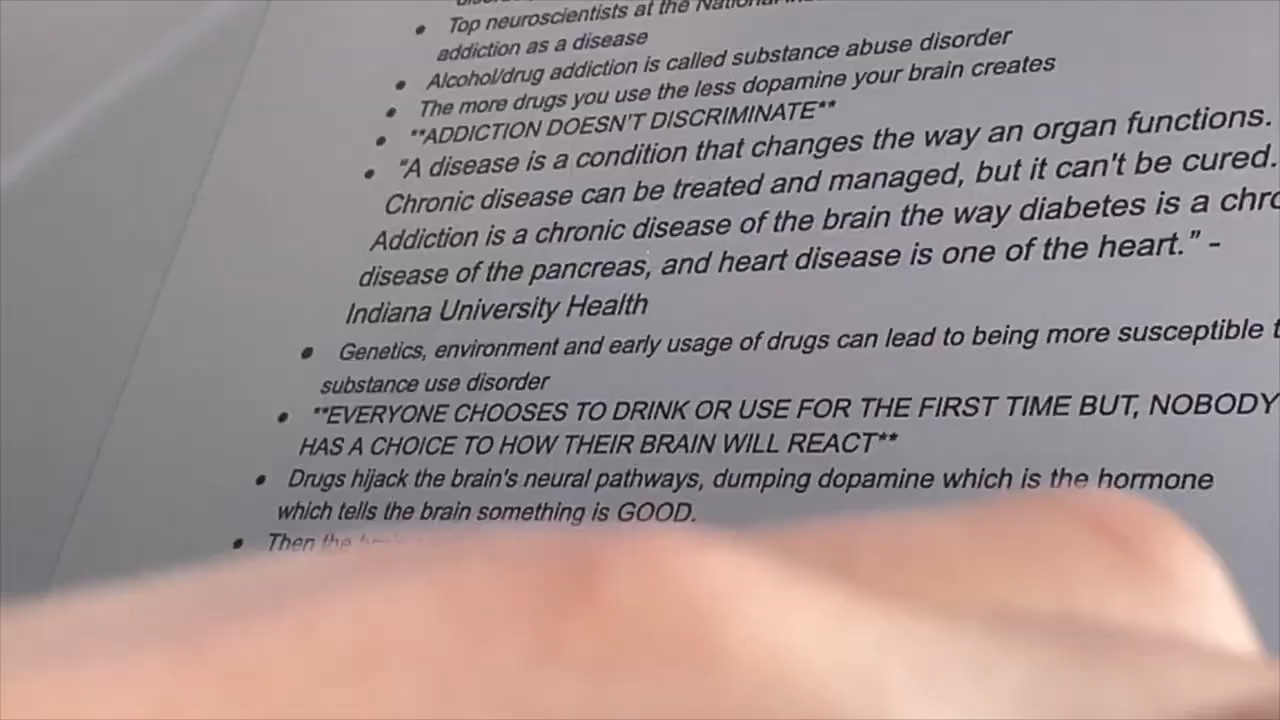 • Top neuroscientists at the National
addiction as a disease
• Alcohol/drug addiction is called substance abuse disorder
• The more drugs you use the less dopamine your brain creates
• **ADDICTION DOESN'T DISCRIMINATE**
• “A disease is a condition that changes the way an organ functions.
Chronic disease can be treated and managed, but it can't be cured.
Addiction is a chronic disease of the brain the way diabetes is a
disease of the pancreas, and heart disease is one of the heart.” -
Indiana University Health
• Genetics, environment and early usage of drugs can lead to being more susceptible
substance use disorder
• **EVERYONE CHOOSES TO DRINK OR USE FOR THE FIRST TIME BUT, NOBODY
HAS A CHOICE TO HOW THEIR BRAIN WILL REACT**
• Drugs hijack the brain's neural pathways, dumping dopamine which is the hormone
which tells the brain something is GOOD.
• Then the